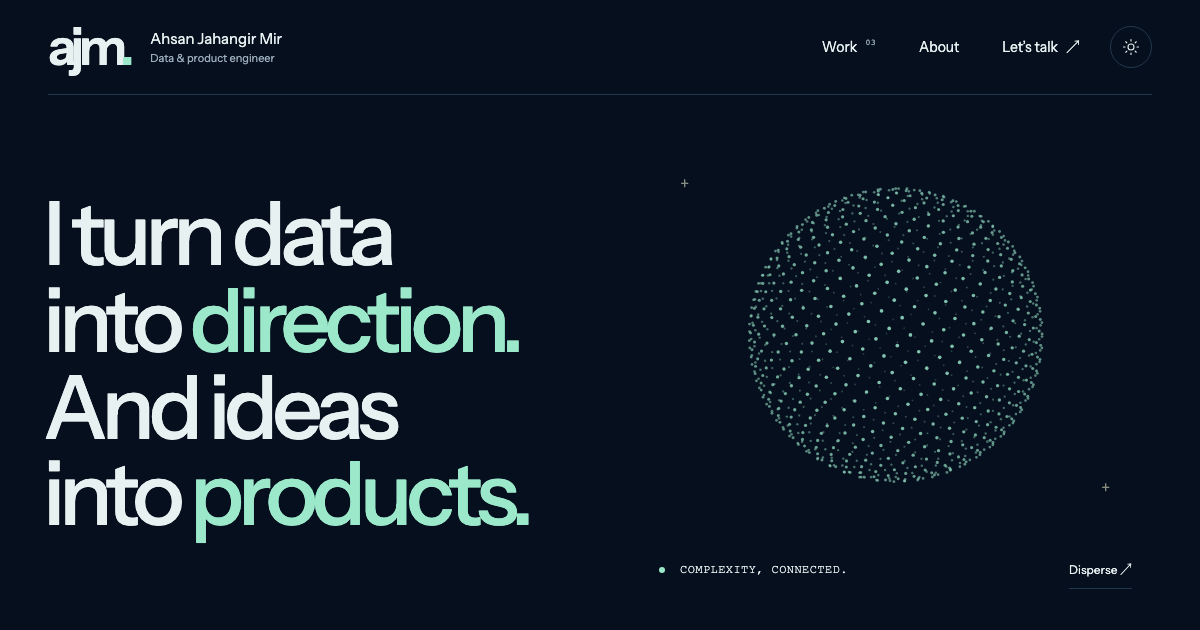 ajm.
Ahsan Jahangir Mir
Data & product engineer
Work 03
About
Let's talk ↗
I turn data
into direction.
And ideas
into products.
COMPLEXITY, CONNECTED.
Disperse ↗